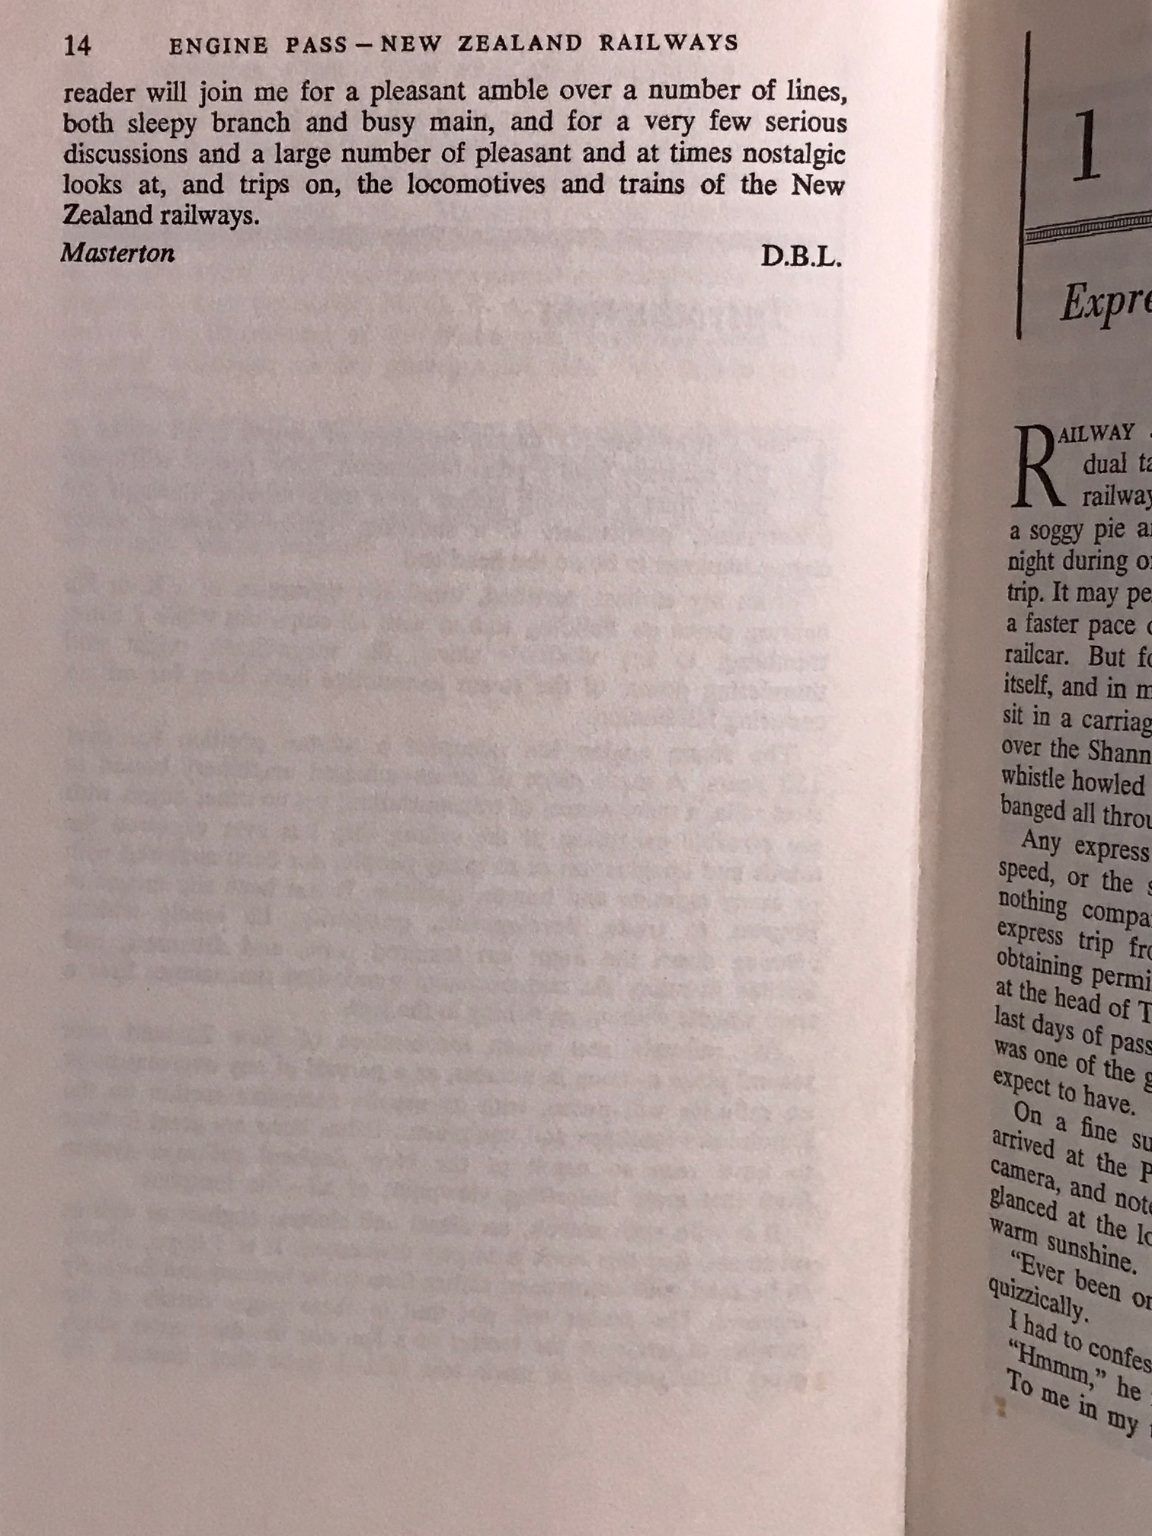 14 ENGINE PASS – NEW ZEALAND RAILWAYS
reader will join me for a pleasant amble over a number of lines,
both sleepy branch and busy main, and for a very few serious
discussions and a large number of pleasant and at times nostalgic
looks at, and trips on, the locomotives and trains of the New
Zealand railways.
Masterton D.B.L.
1
Expre
RAILWAY
dual ta
railway
a soggy pie a
night during o
trip. It may pe
a faster pace
railcar. But fo
itself, and in m
sit in a carriag
over the Shann
whistle howled
banged all throu
Any express
speed, or the s
nothing compa
express trip fro
obtaining permi
at the head of T
last days of pass
was one of the g
expect to have.
On a fine su
arrived at the P
camera, and note
glanced at the lo
warm sunshine.
“Ever been on
quizzically.
I had to confes
“Hmmm,” he
To me in my